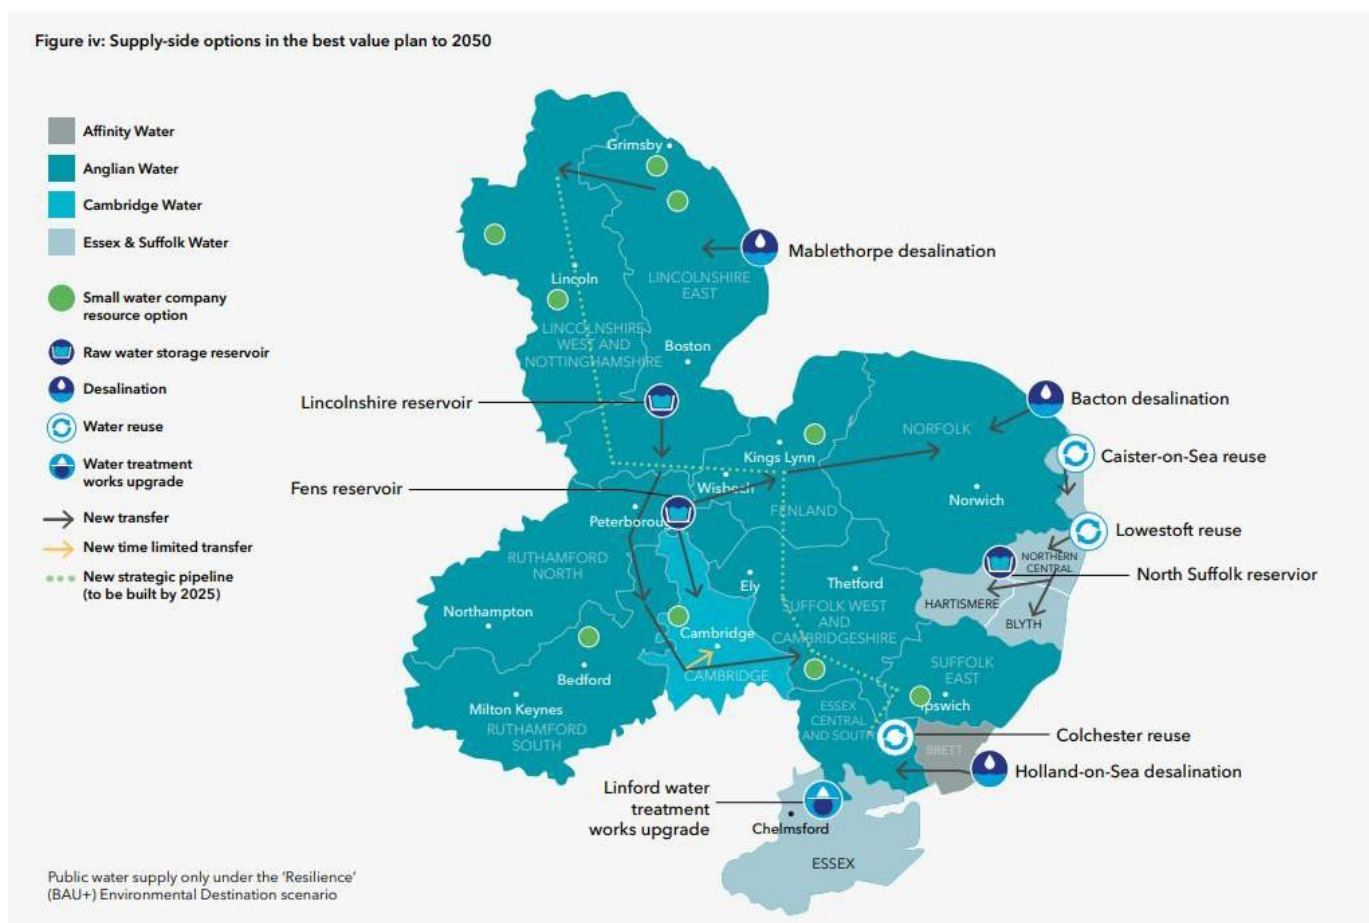 Figure iv: Supply-side options in the best value plan to 2050
Affinity Water
Anglian Water
Cambridge Water
Essex & Suffolk Water
Small water company
resource option
Raw water storage reservoir
Desalination
Water reuse
Water treatment
works upgrade
New transfer
New time limited transfer
New strategic pipeline
(to be built by 2025)
Grimsby
Mablethorpe desalination
Lincoln
LINCOLNSHIRE
EAST
LINCOLNSHIRE
WEST AND
NOTTINGHAMSHIRE
Boston
Lincolnshire reservoir
Bacton desalination
NORFOLK
Kings Lynn
Caister-on-Sea reuse
Fens reservoir
Wisbech
Norwich
FENLAND
Peteroroug
Lowestoft reuse
RUTHAMFORD
NORTH
Ely
Thetford
NORTHERN
CENTRAL
North Suffolk reservior
HARTISMERE
BLYTH
Northampton
SUFFOLK WEST
AND
CAMBRIDGESHIRE
Cambridge
CAMBRIDGE
SUFFOLK
EAST
Bedford
Milton Keynes
RUTHAMFORD
SOUTH
ESSEX
CENTRAL
AND SOUTH
pswich
Colchester reuse
BRETT
Holland-on-Sea desalination
Linford water
treatment
works upgrade
Chelmsford
ESSEX
Public water supply only under the 'Resilience'
(BAU+) Environmental Destination scenario